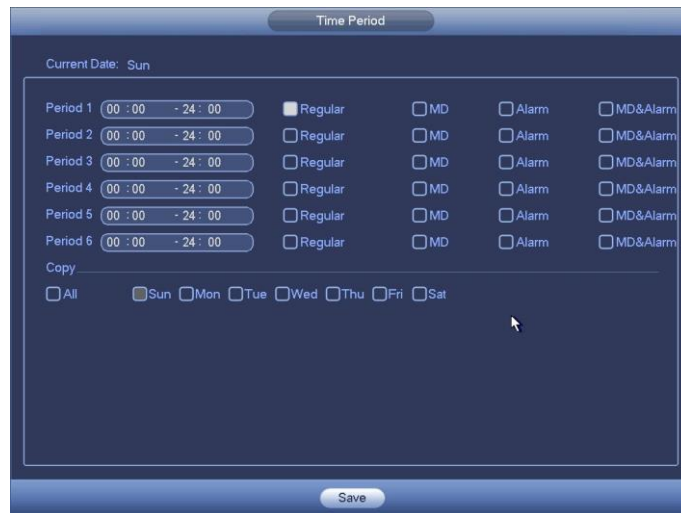 Time Period
Current Date: Sun
Period 1 00 : 00 - 24 : 00 Regular MD Alarm MD&Alarm
Period 2 00 : 00 - 24 : 00 Regular MD Alarm MD&Alarm
Period 3 00 : 00 - 24 : 00 Regular MD Alarm MD&Alarm
Period 4 00 : 00 - 24 : 00 Regular MD Alarm MD&Alarm
Period 5 00 : 00 - 24 : 00 Regular MD Alarm MD&Alarm
Period 6 00 : 00 - 24 : 00 Regular MD Alarm MD&Alarm
Copy
All Sun Mon Tue Wed Thu Fri Sat
Save